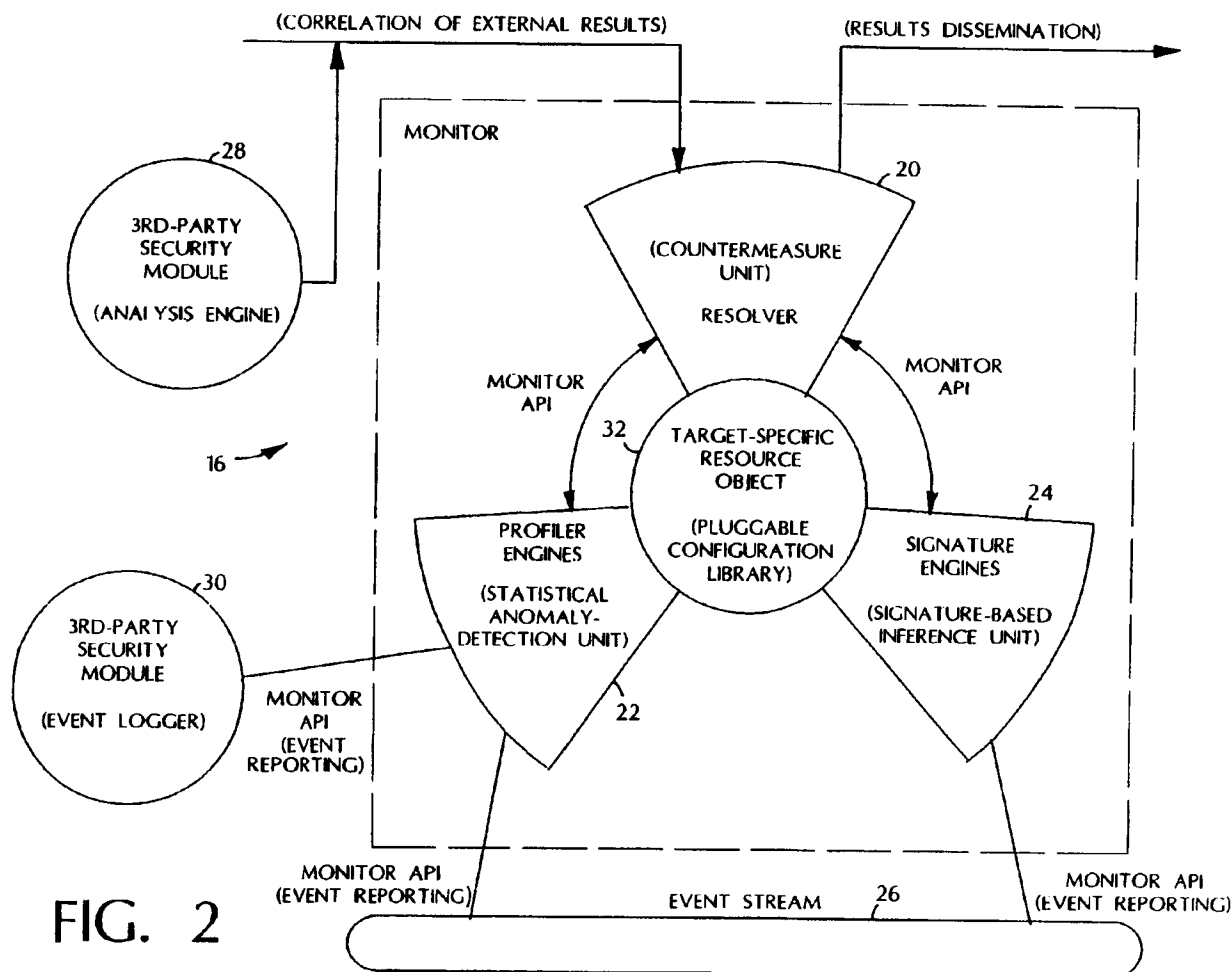 (CORRELATION OF EXTERNAL RESULTS)
(RESULTS DISSEMINATION)
MONITOR
28
20
3RD-PARTY
SECURITY
MODULE
(ANALYSIS ENGINE)
(COUNTERMEASURE
UNIT)
RESOLVER
MONITOR
API
MONITOR
API
16
32
TARGET-SPECIFIC
RESOURCE
OBJECT
(PLUGGABLE
CONFIGURATION
LIBRARY)
24
PROFILER
ENGINES
(STATISTICAL
ANOMALY-
DETECTION UNIT)
22
SIGNATURE
ENGINES
(SIGNATURE-BASED
INFERENCE UNIT)
30
3RD-PARTY
SECURITY
MODULE
(EVENT LOGGER)
MONITOR
API
(EVENT
REPORTING)
MONITOR API
(EVENT REPORTING)
EVENT STREAM
26
MONITOR API
(EVENT REPORTING)
FIG. 2